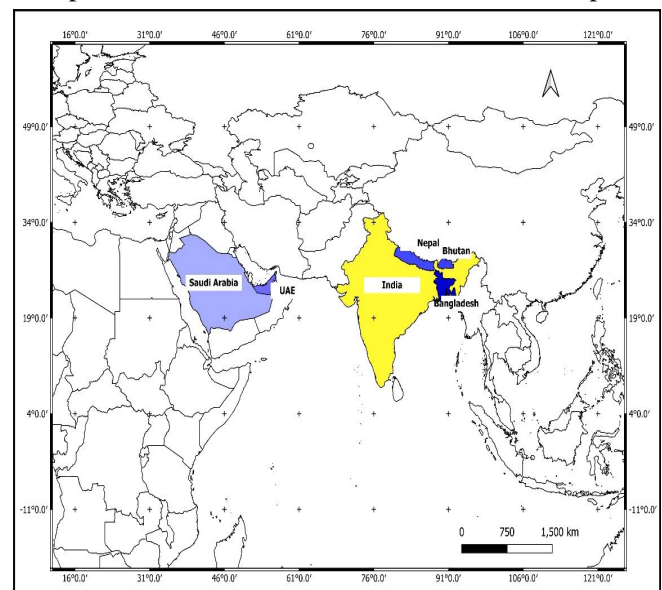 16°0.0' 31°0.0' 46°0.0' 61°0.0' 76°0.0' 91°0.0' 106°0.0' 121°0.0'
49°0.0' 49°0.0'
34°0.0' 34°0.0'
Nepal
Bhutan
Saudi Arabia
UAE
India
Bangladesh
19°0.0' 19°0.0'
4°0.0' 4°0.0'
-11°0.0' -11°0.0'
0 750 1,500 km
16°0.0' 31°0.0' 46°0.0' 61°0.0' 76°0.0' 91°0.0' 106°0.0' 121°0.0'